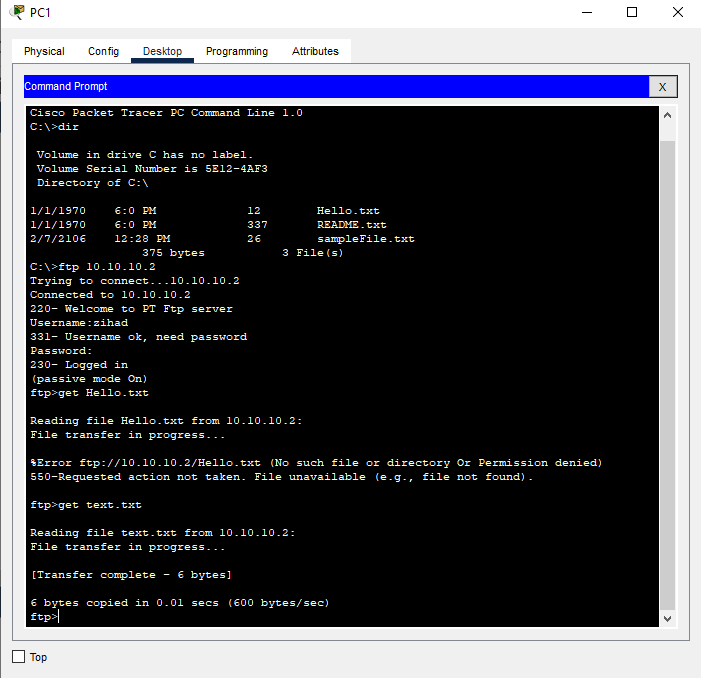 PC1
Physical Config Desktop Programming Attributes
Command Prompt X
Cisco Packet Tracer PC Command Line 1.0
C:\>dir
Volume in drive C has no label.
Volume Serial Number is 5E12-4AF3
Directory of C:\
1/1/1970 6:0 PM 12 Hello.txt
1/1/1970 6:0 PM 337 README.txt
2/7/2106 12:28 PM 26 sampleFile.txt
375 bytes 3 File(s)
C:\>ftp 10.10.10.2
Trying to connect...10.10.10.2
Connected to 10.10.10.2
220- Welcome to PT Ftp server
Username:zihad
331- Username ok, need password
Password:
230- Logged in
(passive mode On)
ftp>get Hello.txt
Reading file Hello.txt from 10.10.10.2:
File transfer in progress...
%Error ftp://10.10.10.2/Hello.txt (No such file or directory Or Permission denied)
550-Requested action not taken. File unavailable (e.g., file not found).
ftp>get text.txt
Reading file text.txt from 10.10.10.2:
File transfer in progress...
[Transfer complete - 6 bytes]
6 bytes copied in 0.01 secs (600 bytes/sec)
ftp>
Top